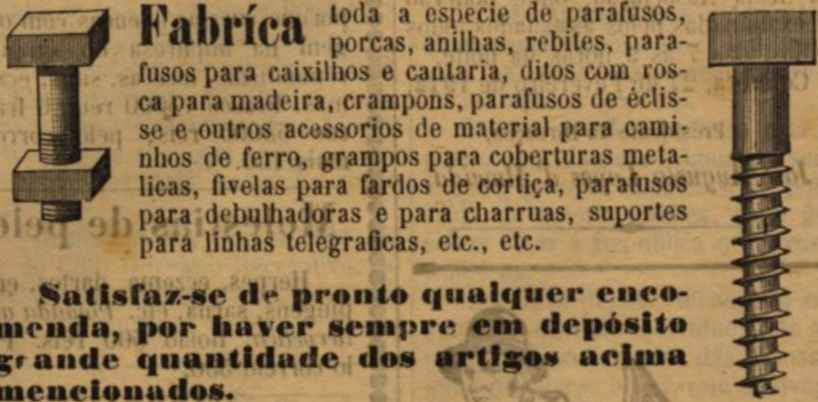 Fabríca toda a especie de parafusos,
porcas, anilhas, rebites, para-
fusos para caixilhos e cantaria, ditos com ros-
ca para madeira, crampons, parafusos de éclis-
se e outros acessorios de material para cami-
nhos de ferro, grampos para coberturas meta-
licas, fivelas para fardos de cortiça, parafusos
para debulhadoras e para charruas, suportes
para linhas telegraficas, etc., etc.
Satisfaz-se de pronto qualquer enco-
menda, por haver sempre em depósito
grande quantidade dos artigos acima
mencionados.